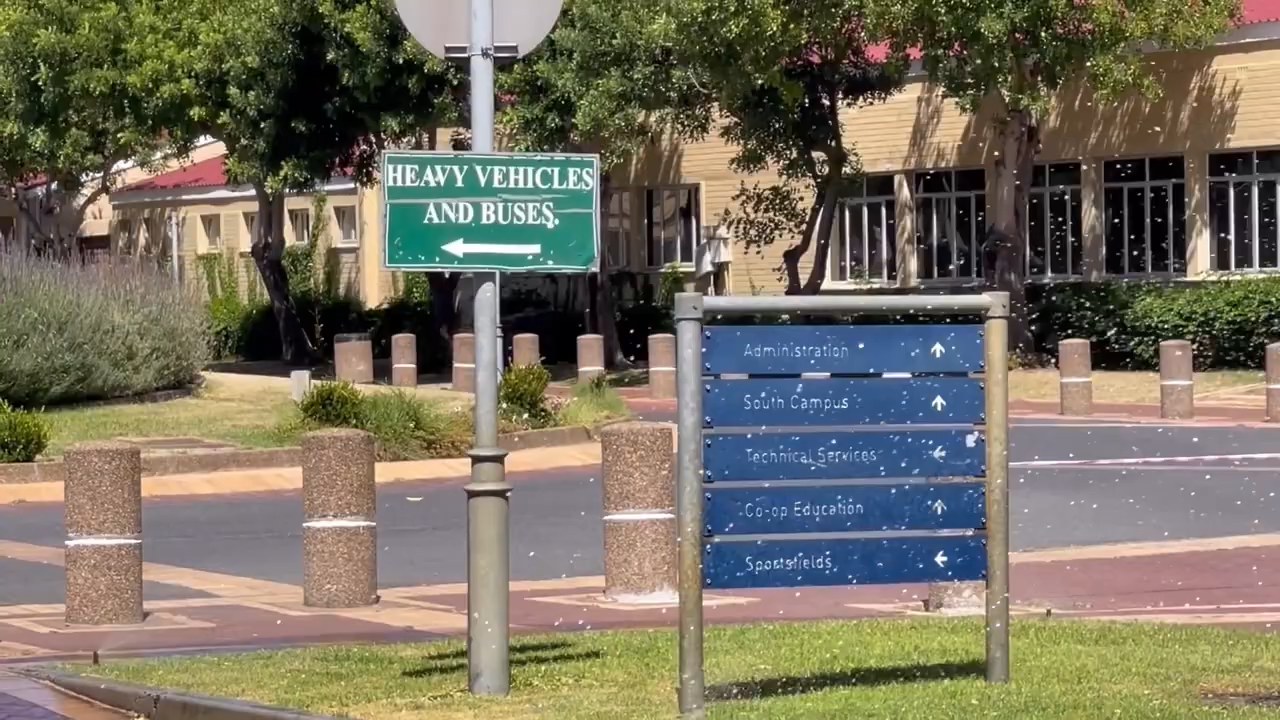 HEAVY VEHICLES
AND BUSES.
Administration
South Campus
Technical Services
Co-op Education
Sportsfields